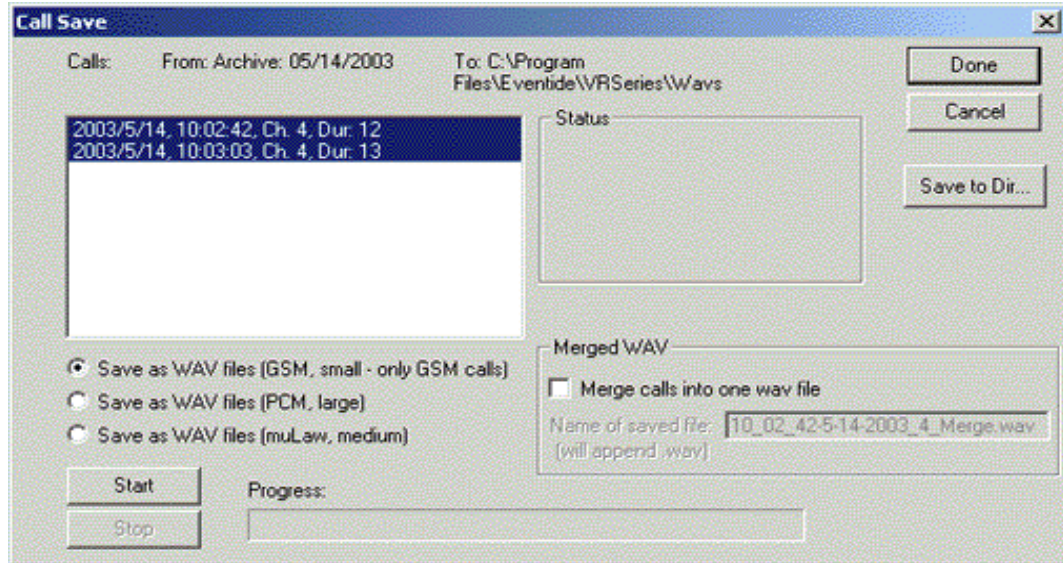 Call Save
Calls: From: Archive: 05/14/2003 To: C:\Program
Files\Eventide\VRSeries\Wavs
Done
Cancel
Save to Dir...
2003/5/14, 10:02:42, Ch. 4, Dur: 12
2003/5/14, 10:03:03, Ch. 4, Dur: 13
Status
Save as WAV files (GSM, small - only GSM calls)
Save as WAV files (PCM, large)
Save as WAV files (muLaw, medium)
Merged WAV
Merge calls into one wav file
Name of saved file: 10_02_42-5-14-2003_4_Merge.wav
(will append .wav)
Start
Progress:
Stop